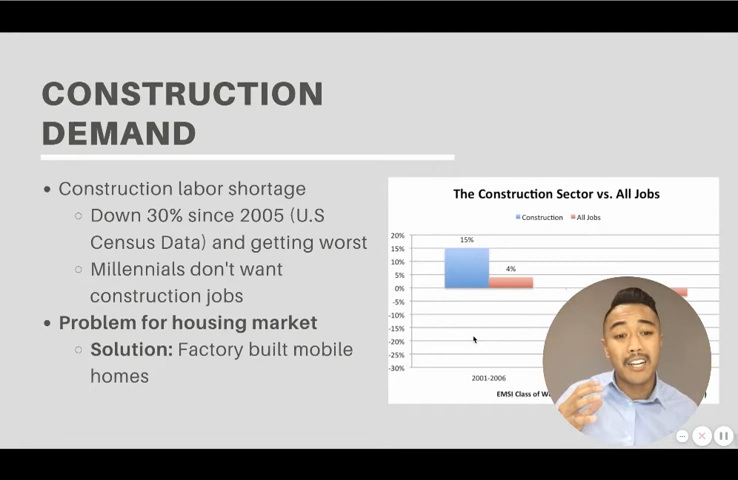 CONSTRUCTION
DEMAND
• Construction labor shortage
○ Down 30% since 2005 (U.S
Census Data) and getting worst
○ Millennials don't want
construction jobs
• Problem for housing market
○ Solution: Factory built mobile
homes
The Construction Sector vs. All Jobs
Construction All Jobs
20%
15%
10%
5%
0%
-5%
-10%
-15%
-20%
-25%
-30%
15%
4%
2001-2006
EMSI Class of